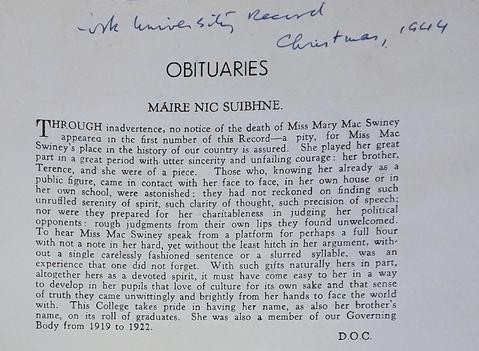 Cork University Record
Christmas, 1944
OBITUARIES
MÁIRE NIC SUIBHNE.
THROUGH inadvertence, no notice of the death of Miss Mary Mac Swiney
appeared in the first number of this Record—a pity, for Miss Mac
Swiney's place in the history of our country is assured. She played her great
part in a great period with utter sincerity and unfailing courage: her brother,
Terence, and she were of a piece. Those who, knowing her already as a
public figure, came in contact with her face to face, in her own house or in
her own school, were astonished: they had not reckoned on finding such
unruffled serenity of spirit, such clarity of thought, such precision of speech;
nor were they prepared for her charitableness in judging her political
opponents: rough judgments from their own lips they found unwelcomed.
To hear Miss Mac Swiney speak from a platform for perhaps a full hour
with not a note in her hard, yet without the least hitch in her argument, with-
out a single carelessly fashioned sentence or a slurred syllable, was an
experience that one did not forget. With such gifts naturally hers in part,
altogether hers as a devoted spirit, it must have come easy to her in a way
to develop in her pupils that love of culture for its own sake and that sense
of truth they came unwittingly and brightly from her hands to face the world
with. This College takes pride in having her name, as also her brother's
name, on its roll of graduates. She was also a member of our Governing
Body from 1919 to 1922.
D.O.C.